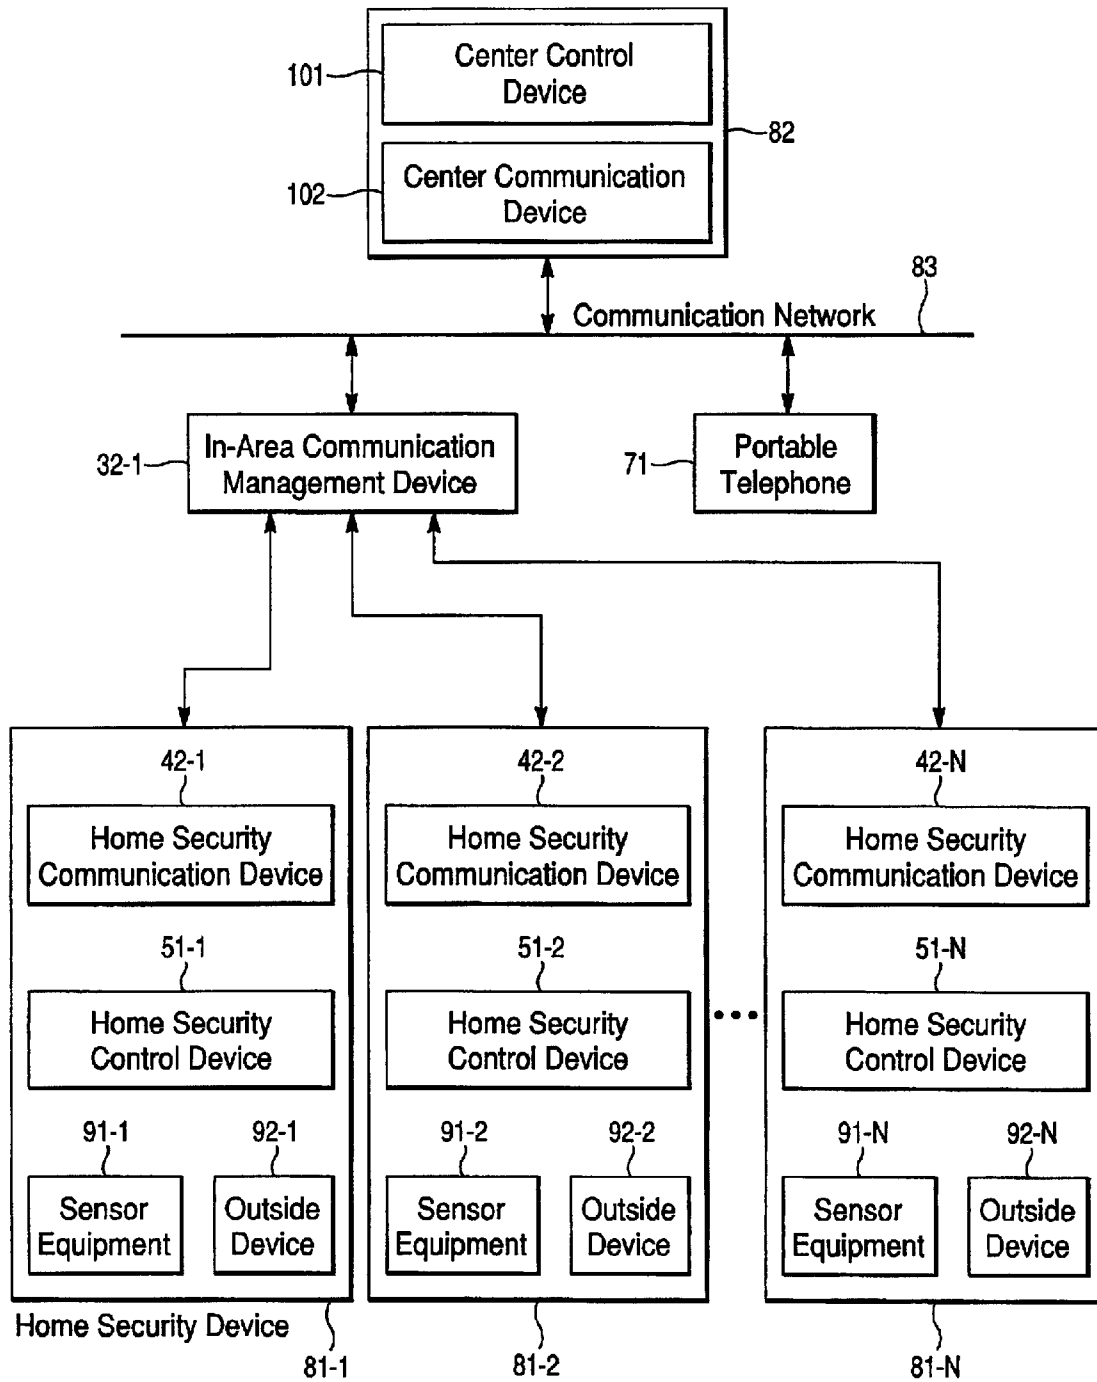 Center Control
Device
101
82
Center Communication
Device
102
83
Communication Network
In-Area Communication
Management Device
32-1
Portable
Telephone
71
42-1
42-2
42-N
Home Security
Communication Device
Home Security
Communication Device
Home Security
Communication Device
51-1
51-2
51-N
Home Security
Control Device
Home Security
Control Device
Home Security
Control Device
91-1
92-1
91-2
92-2
91-N
92-N
Sensor
Equipment
Outside
Device
Sensor
Equipment
Outside
Device
Sensor
Equipment
Outside
Device
Home Security Device
81-1
81-2
81-N